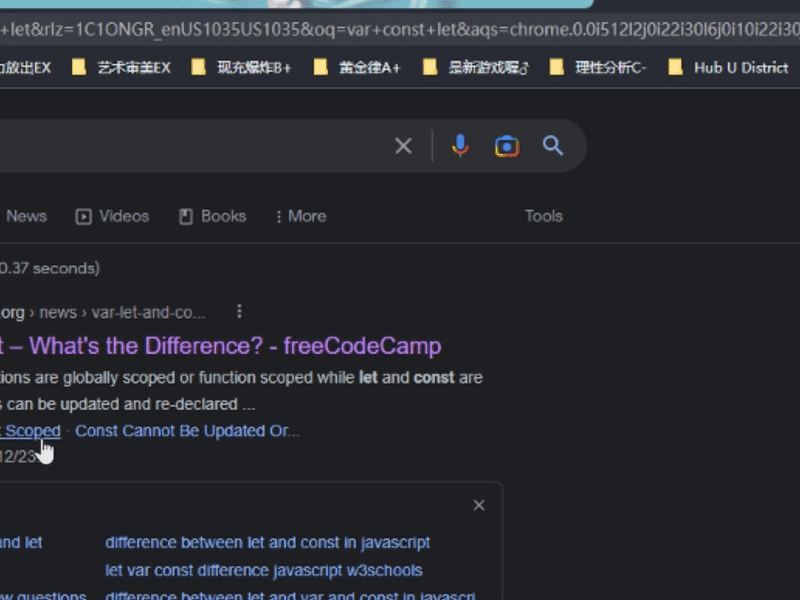 +let&rlz=1C1ONGR_enUS1035US1035&oq=var+const+let&aqs=chrome.0.0i512l2j0i22i30l6j0i10i22i30
放出EX 艺术审美EX 现充爆炸B+ 黄金律A+ 是新游戏喔♂ 理性分析C- Hub U District
News Videos Books More Tools
0.37 seconds)
.org › news › var-let-and-co...
t – What's the Difference? - freeCodeCamp
ions are globally scoped or function scoped while let and const are
s can be updated and re-declared ...
Scoped · Const Cannot Be Updated Or...
12/23
and let difference between let and const in javascript
let var const difference javascript w3schools
ew questions difference between let and var and const in javascri